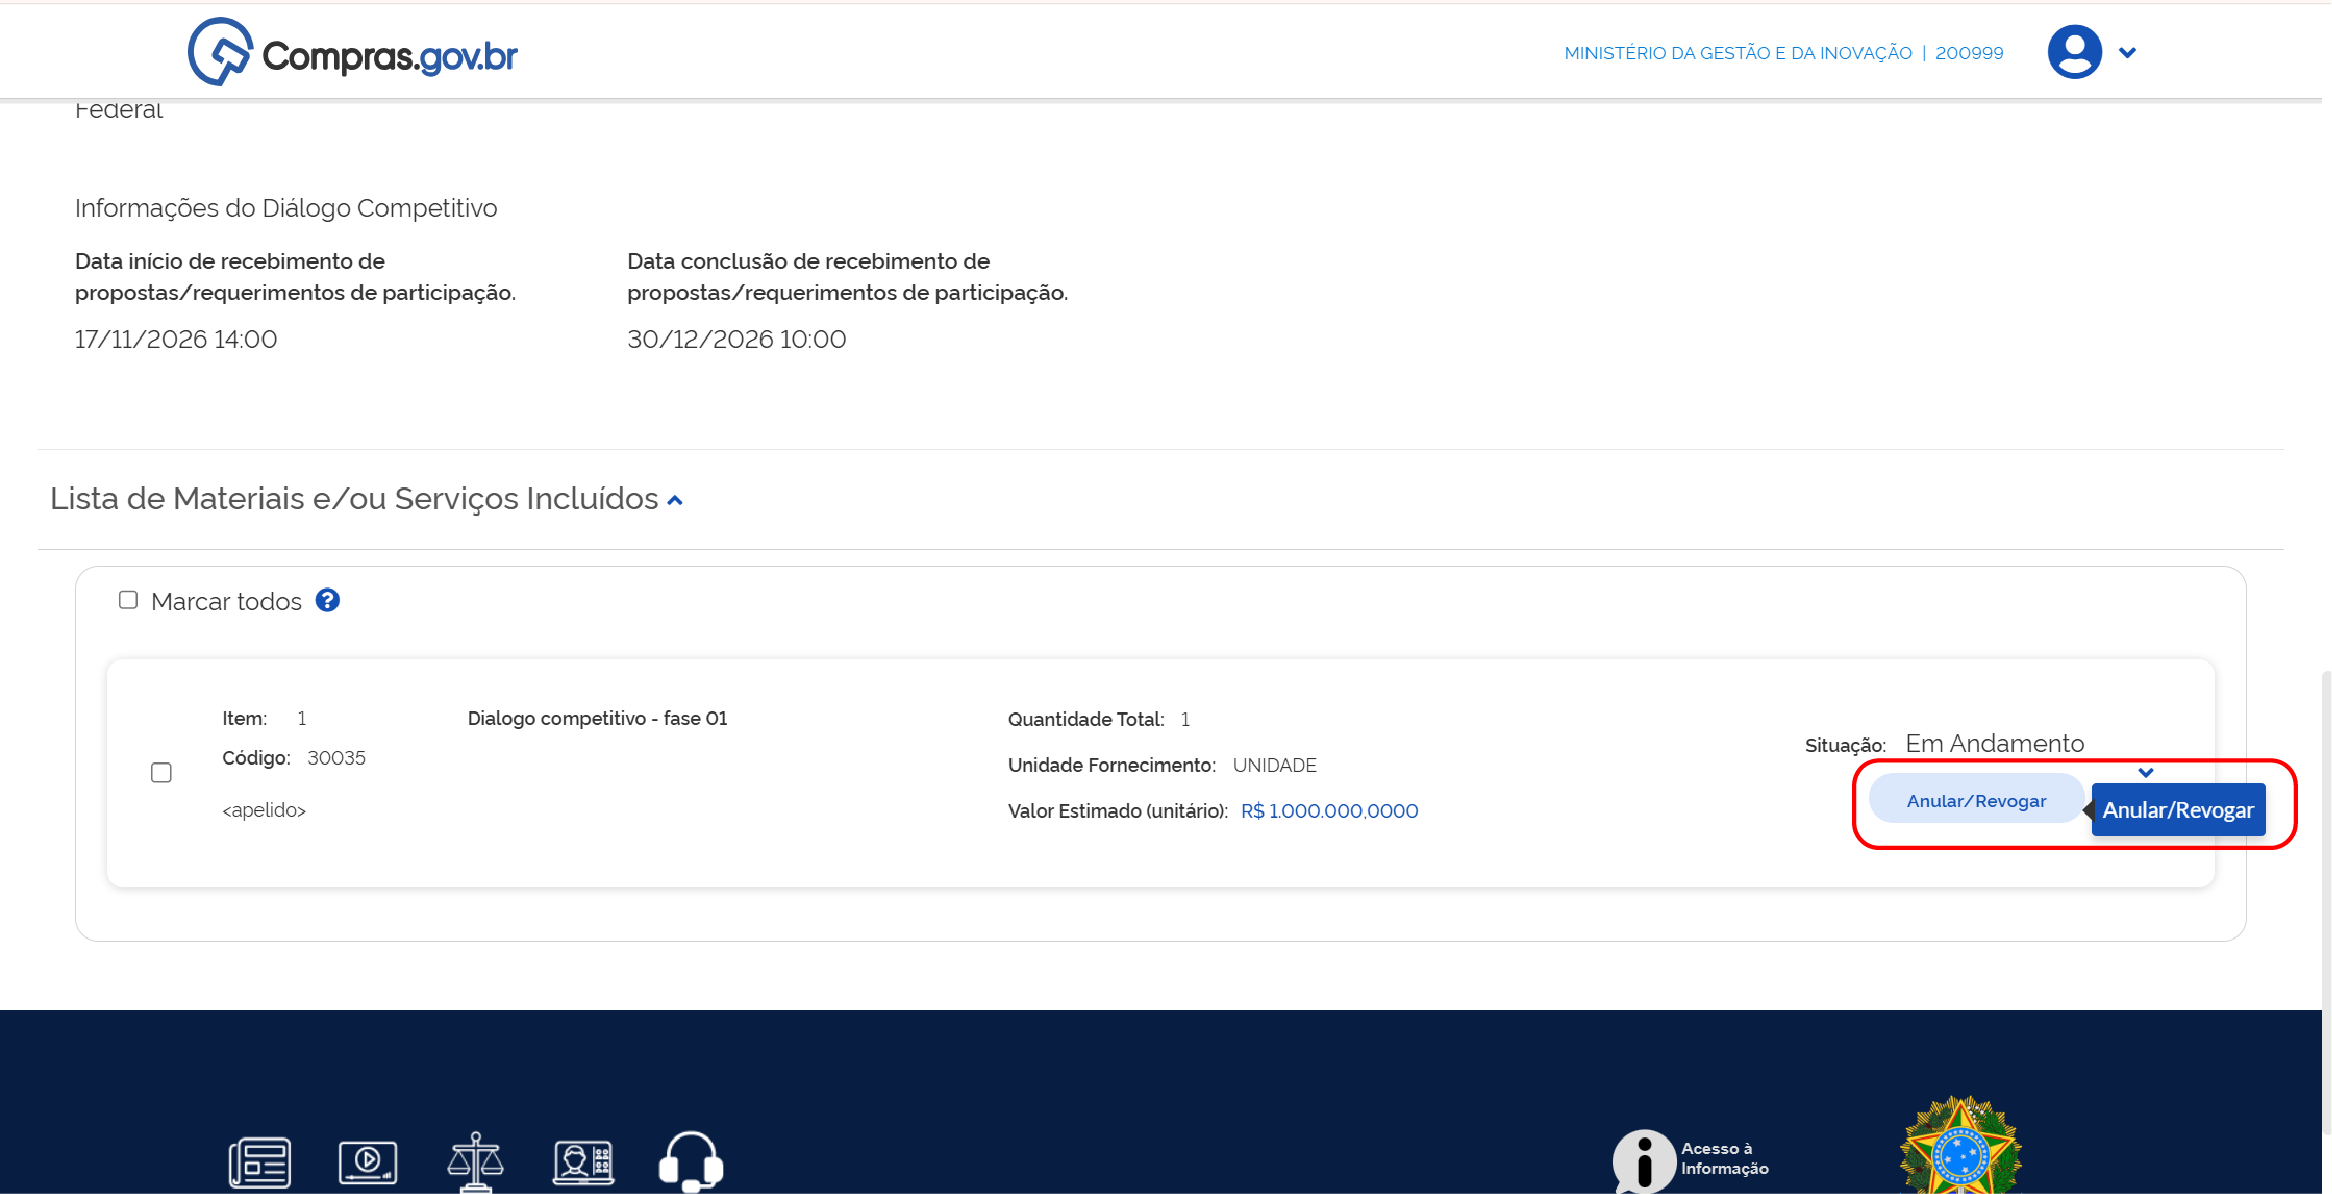 Compras.gov.br
MINISTÉRIO DA GESTÃO E DA INOVAÇÃO | 200999
Federal
Informações do Diálogo Competitivo
Data início de recebimento de
propostas/requerimentos de participação.
17/11/2026 14:00
Data conclusão de recebimento de
propostas/requerimentos de participação.
30/12/2026 10:00
Lista de Materiais e/ou Serviços Incluídos
Marcar todos ?
Item: 1
Código: 30035
<apelido>
Dialogo competitivo - fase 01
Quantidade Total: 1
Unidade Fornecimento: UNIDADE
Valor Estimado (unitário): R$ 1.000.000,0000
Situação: Em Andamento
Anular/Revogar
Anular/Revogar
Acesso à
Informação